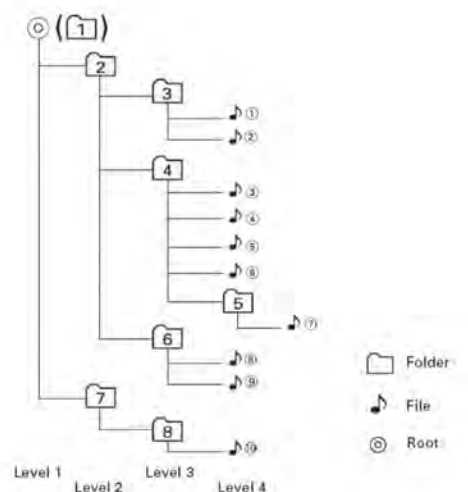 (1)
2
3
①
②
4
③
④
⑤
⑥
5
⑦
6
⑧
⑨
7
8
⑩
Folder
File
Root
Level 1
Level 2
Level 3
Level 4